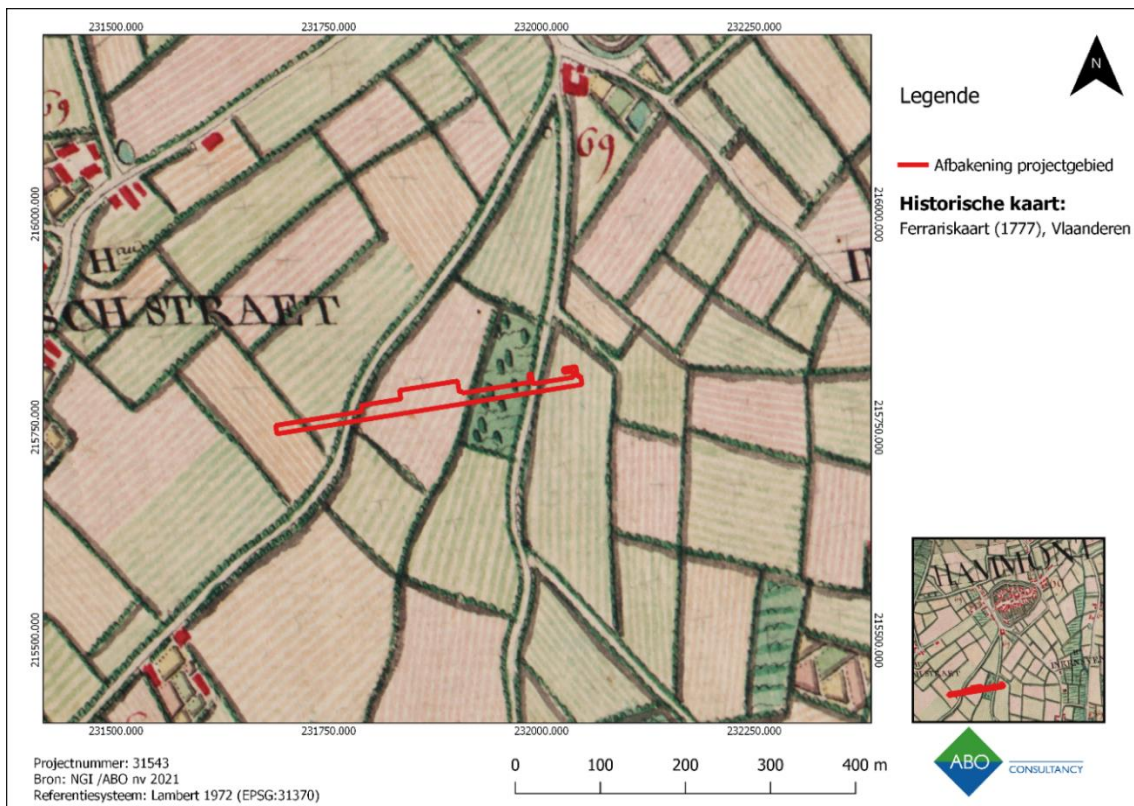 231500.000 231750.000 232000.000 232250.000
N
Legende
Afbakening projectgebied
Historische kaart:
Ferrariskaart (1777), Vlaanderen
69
69
216000.000
216000.000
SCH STRAET
215750.000
215750.000
215500.000
215500.000
HAMMONT
231500.000 231750.000 232000.000 232250.000
Projectnummer: 31543
Bron: NGI /ABO nv 2021
Referentiesysteem: Lambert 1972 (EPSG:31370)
0 100 200 300 400 m
ABO CONSULTANCY